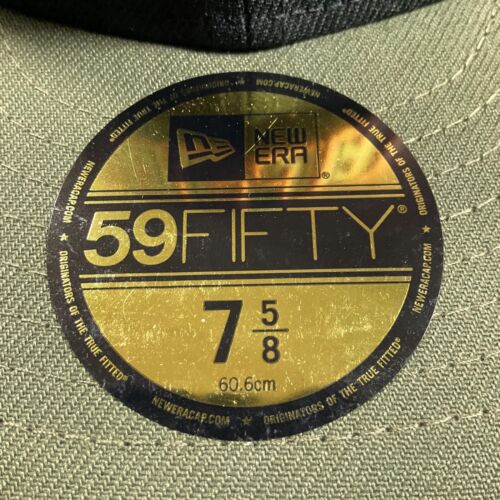 NEW
ERA®
59FIFTY®
7 5/8
60.6cm
NEWERACAP.COM ★ ORIGINATORS OF THE TRUE FITTED® ★ NEWERACAP.COM ★ ORIGINATORS OF THE TRUE FITTED® ★ NEWERACAP.COM ★ ORIGINATORS OF THE TRUE FITTED® ★ NEWERACAP.COM ★ ORIGINATORS OF THE TRUE FITTED® ★